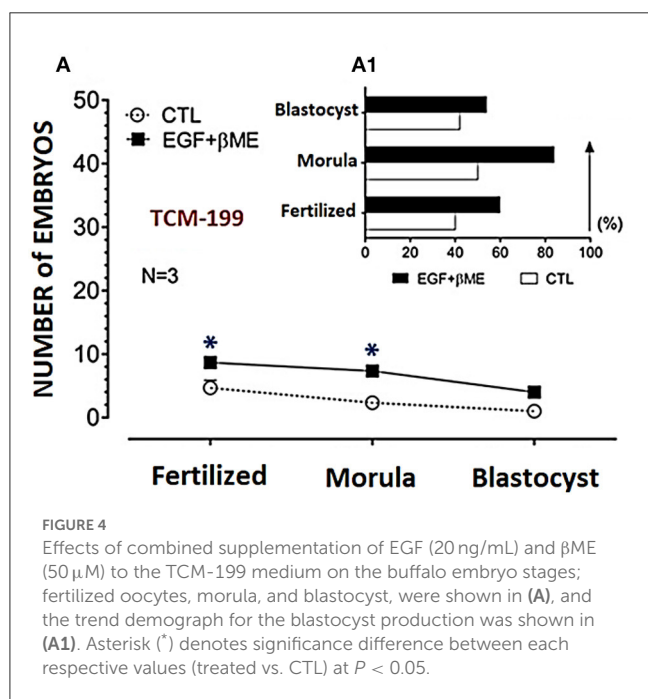 A
A1
NUMBER of EMBRYOS
50
40
30
20
10
0
CTL
EGF+βME
TCM-199
N=3
*
*
Fertilized Morula Blastocyst
Blastocyst
Morula
Fertilized
(%)
0 20 40 60 80 100
EGF+βME CTL
FIGURE 4
Effects of combined supplementation of EGF (20 ng/mL) and βME
(50 μM) to the TCM-199 medium on the buffalo embryo stages;
fertilized oocytes, morula, and blastocyst, were shown in (A), and
the trend demograph for the blastocyst production was shown in
(A1). Asterisk (*) denotes significance difference between each
respective values (treated vs. CTL) at P < 0.05.